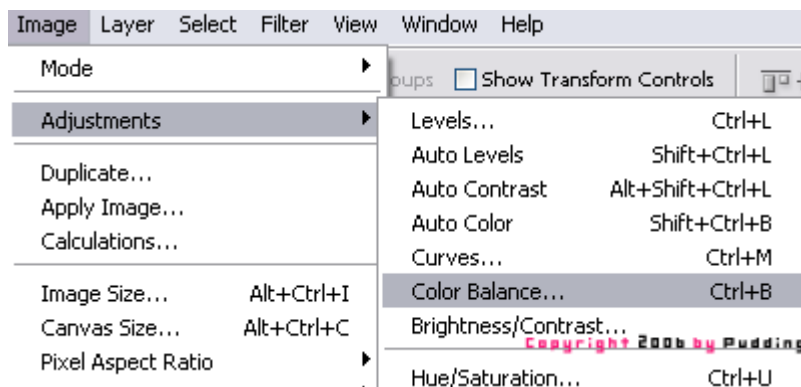 Image Layer Select Filter View Window Help
Mode
oups Show Transform Controls
Adjustments
Duplicate...
Apply Image...
Calculations...
Image Size... Alt+Ctrl+I
Canvas Size... Alt+Ctrl+C
Pixel Aspect Ratio
Levels... Ctrl+L
Auto Levels Shift+Ctrl+L
Auto Contrast Alt+Shift+Ctrl+L
Auto Color Shift+Ctrl+B
Curves... Ctrl+M
Color Balance... Ctrl+B
Brightness/Contrast...
Copyright 2006 by Pudding
Hue/Saturation... Ctrl+U